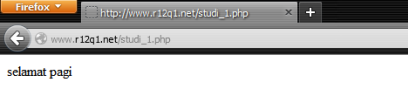 Firefox
http://www.r12q1.net/studi_1.php
www.r12q1.net/studi_1.php
selamat pagi